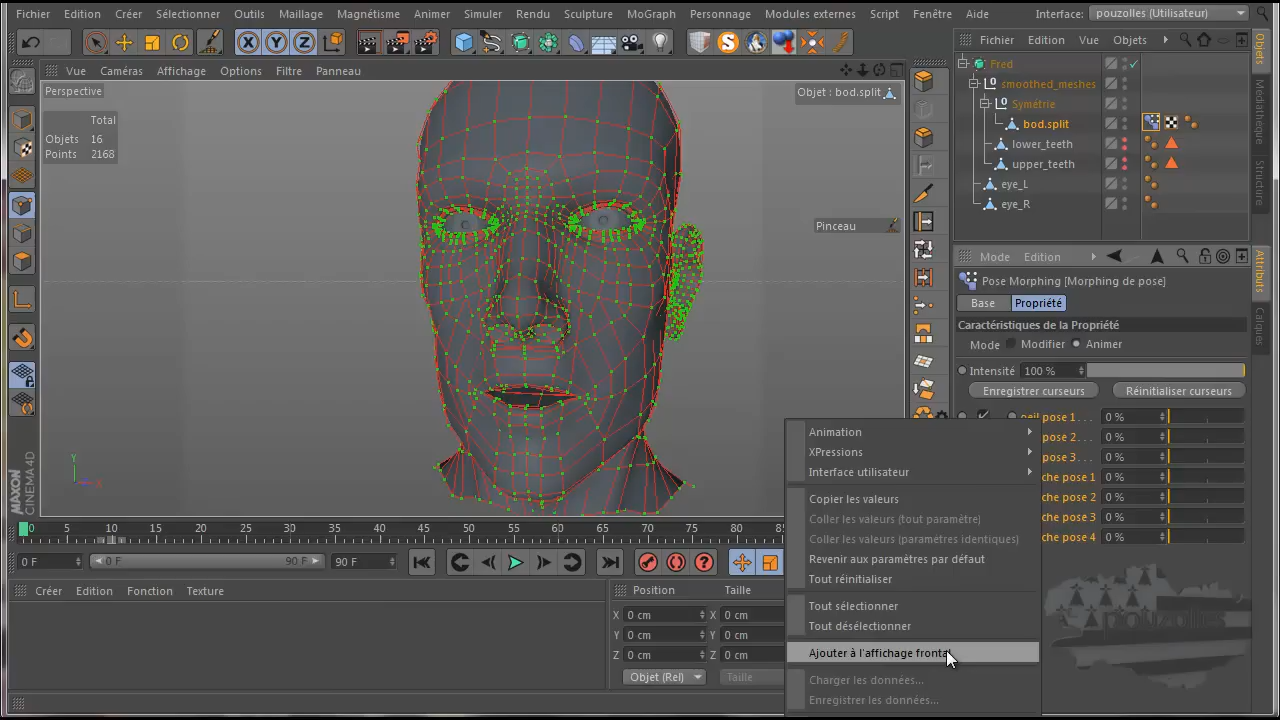 Fichier Edition Créer Sélectionner Outils Maillage Magnétisme Animer Simuler Rendu Sculpture MoGraph Personnage Modules externes Script Fenêtre Aide Interface: pouzolles (Utilisateur)
X Y Z
Fichier Edition Vue Objets
Vue Caméras Affichage Options Filtre Panneau
Perspective
Objet : bod.split
Total
Objets 16
Points 2168
Pinceau
Fred
smoothed_meshes
Symétrie
bod.split
lower_teeth
upper_teeth
eye_L
eye_R
Objets
Médiathèque
Structure
Mode Edition
Attributs
Calques
Pose Morphing [Morphing de pose]
Base Propriété
Caractéristiques de la Propriété
Mode Modifier Animer
Intensité 100 %
Enregistrer curseurs Réinitialiser curseurs
oeil pose 1 . . . 0 %
pose 2. . . 0 %
pose 3 . . . 0 %
che pose 1 0 %
che pose 2 0 %
che pose 3 0 %
che pose 4 0 %
Animation
XPressions
Interface utilisateur
Copier les valeurs
Coller les valeurs (tout paramètre)
Coller les valeurs (paramètres identiques)
Revenir aux paramètres par défaut
Tout réinitialiser
Tout sélectionner
Tout désélectionner
Ajouter à l'affichage frontal
Charger les données...
Enregistrer les données...
Y
X
MAXON
CINEMA 4D
0 5 10 15 20 25 30 35 40 45 50 55 60 65 70 75 80
0 F 0 F 90 F 90 F
Créer Edition Fonction Texture
Position Taille
X 0 cm X 0 cm
Y 0 cm Y 0 cm
Z 0 cm Z 0 cm
Objet (Rel) Taille
pouzolles